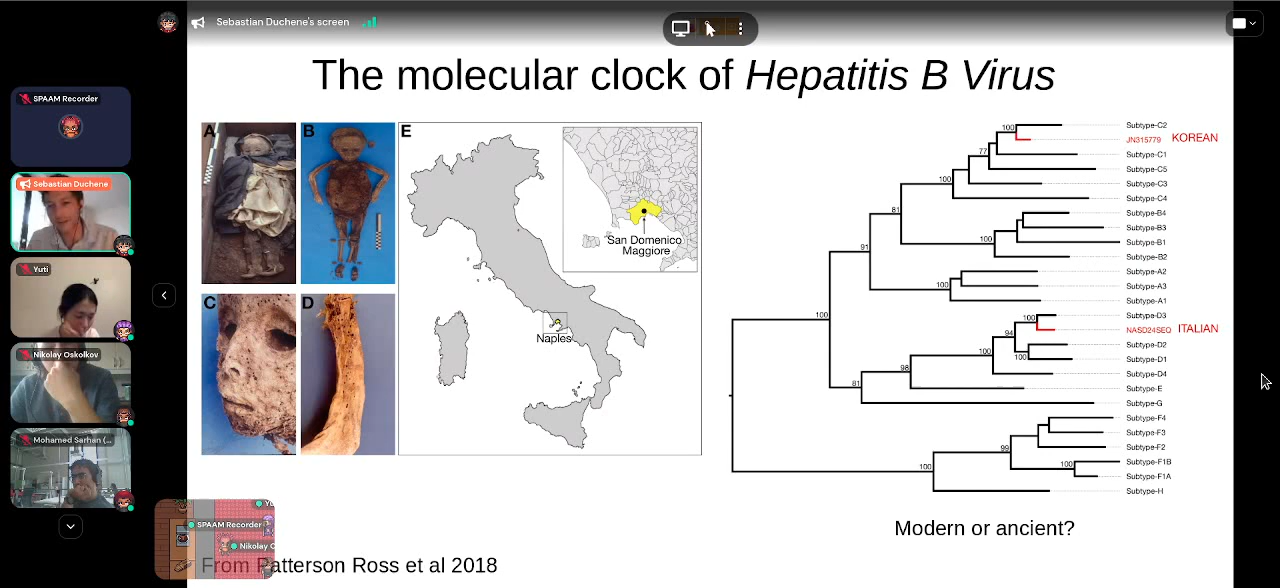 Sebastian Duchene's screen
SPAAM Recorder
Sebastian Duchene
Yuti
Nikolay Oskolkov
Mohamed Sarhan (...
SPAAM Recorder
Nikolay O
The molecular clock of Hepatitis B Virus
A
B
C
D
E
San Domenico
Maggiore
Naples
Subtype-C2
JN315779 KOREAN
Subtype-C1
Subtype-C5
Subtype-C3
Subtype-C4
Subtype-B4
Subtype-B3
Subtype-B1
Subtype-B2
Subtype-A2
Subtype-A3
Subtype-A1
Subtype-D3
NASD24SEQ ITALIAN
Subtype-D2
Subtype-D1
Subtype-D4
Subtype-E
Subtype-G
Subtype-F4
Subtype-F3
Subtype-F2
Subtype-F1B
Subtype-F1A
Subtype-H
100
77
100
81
100
91
100
100
100
94
100
100
98
81
99
100
100
Modern or ancient?
From Patterson Ross et al 2018